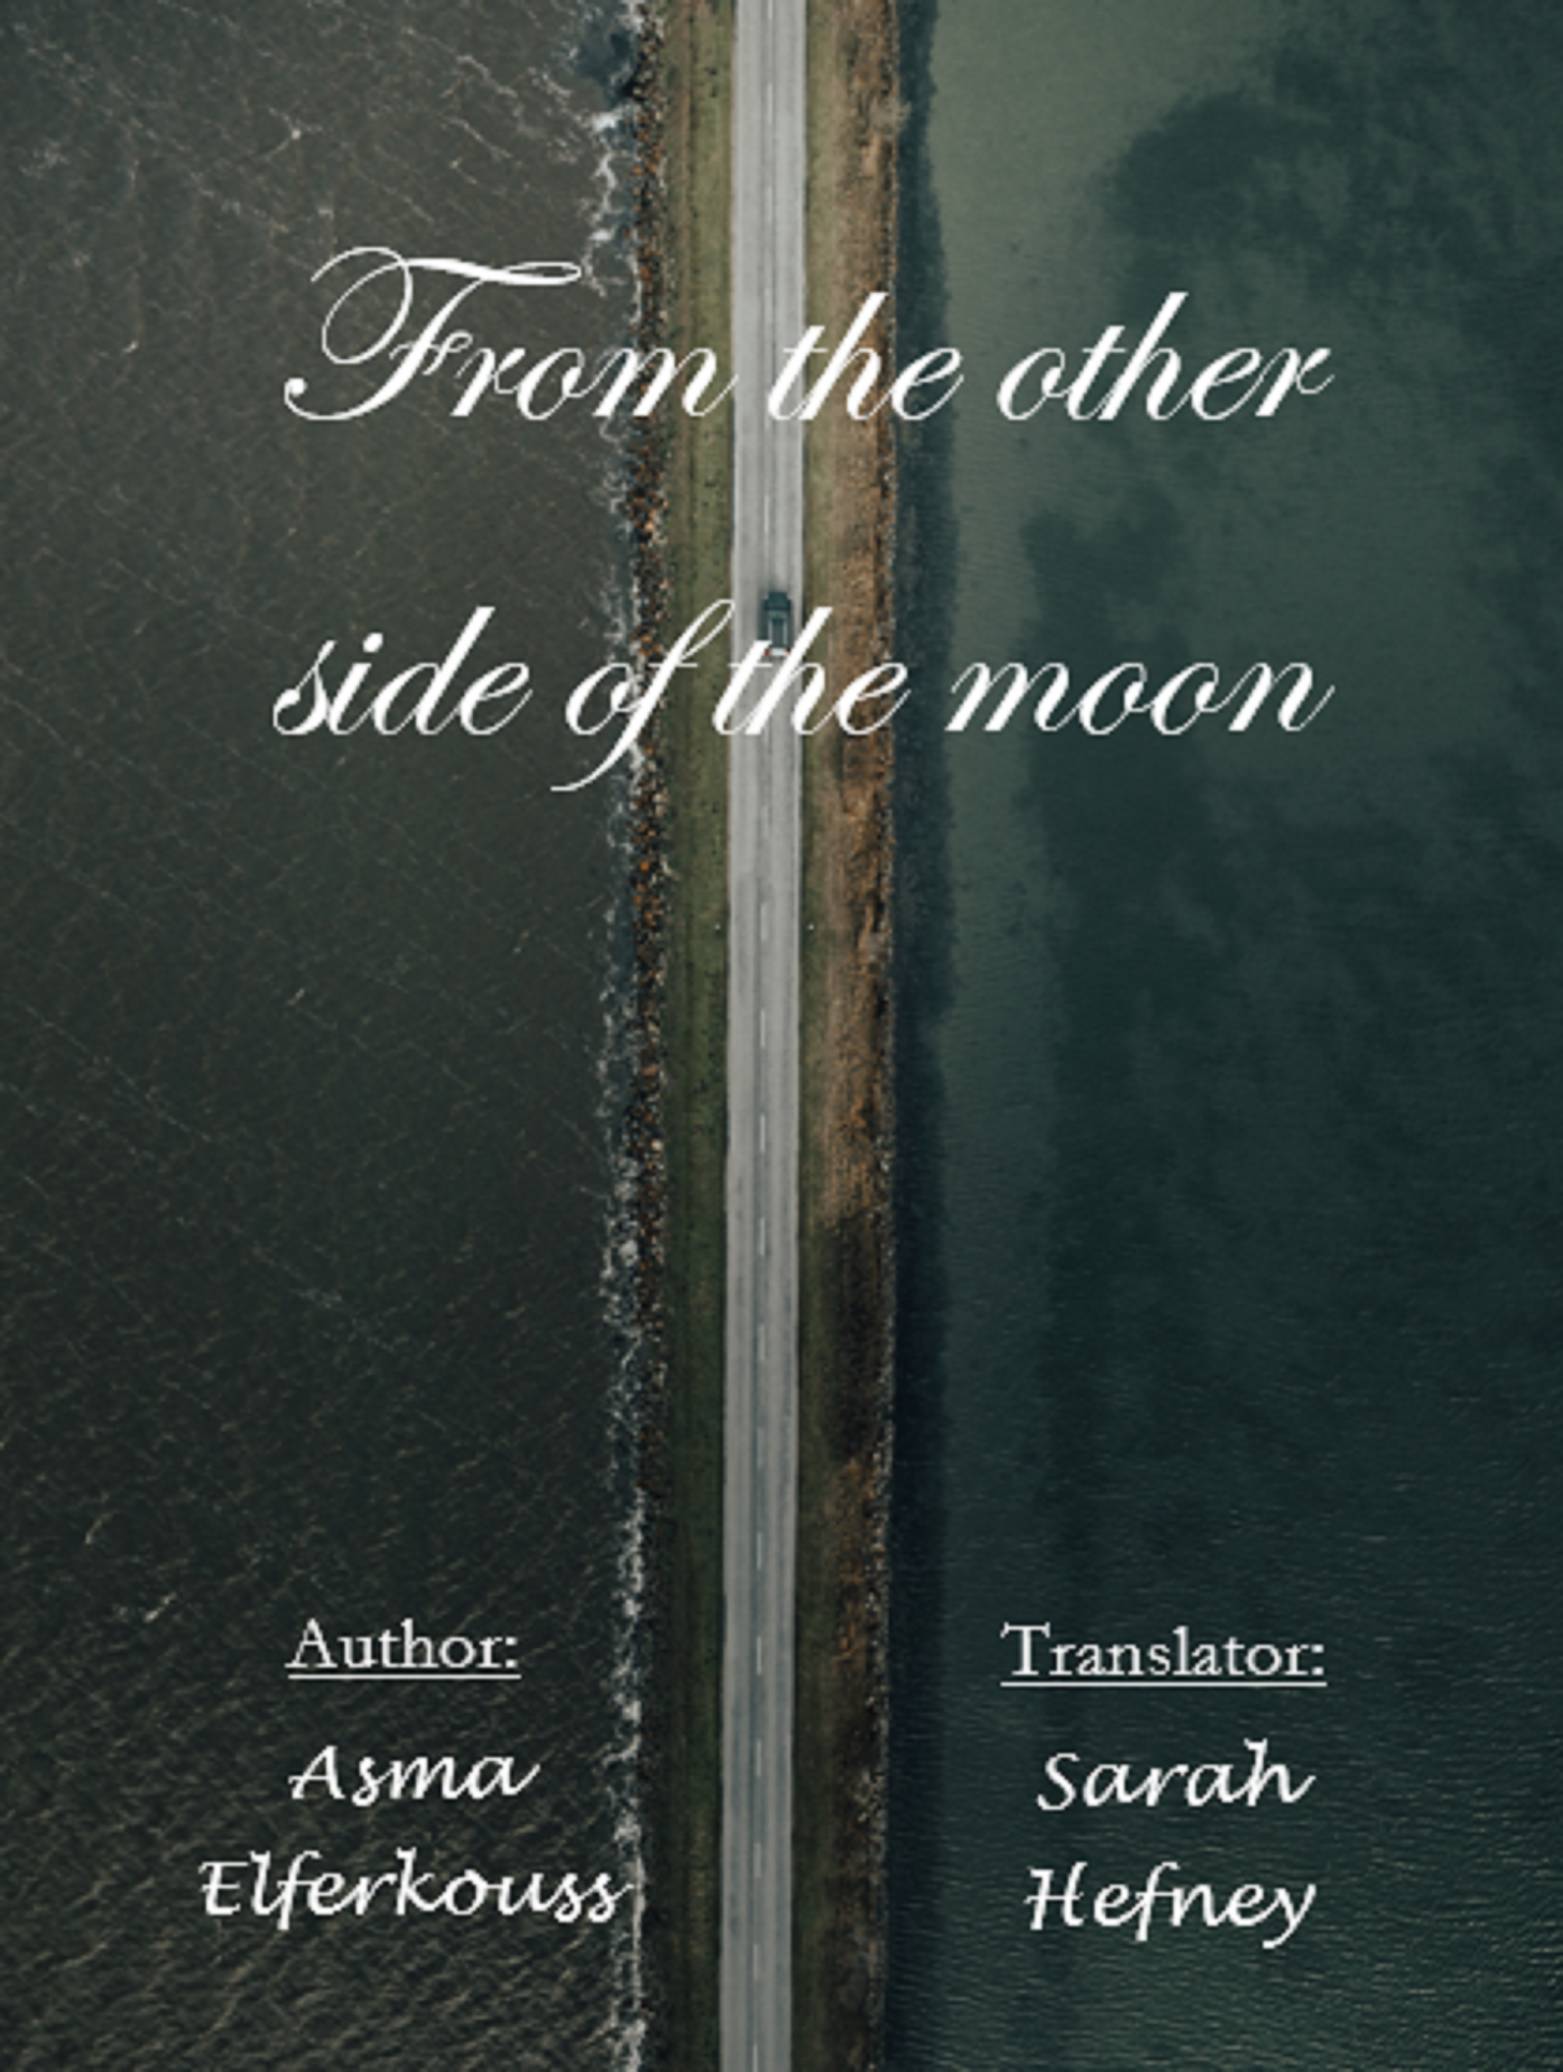 From the other
side of the moon
Author:
Asma
Elferkouss
Translator:
Sarah
Hefney